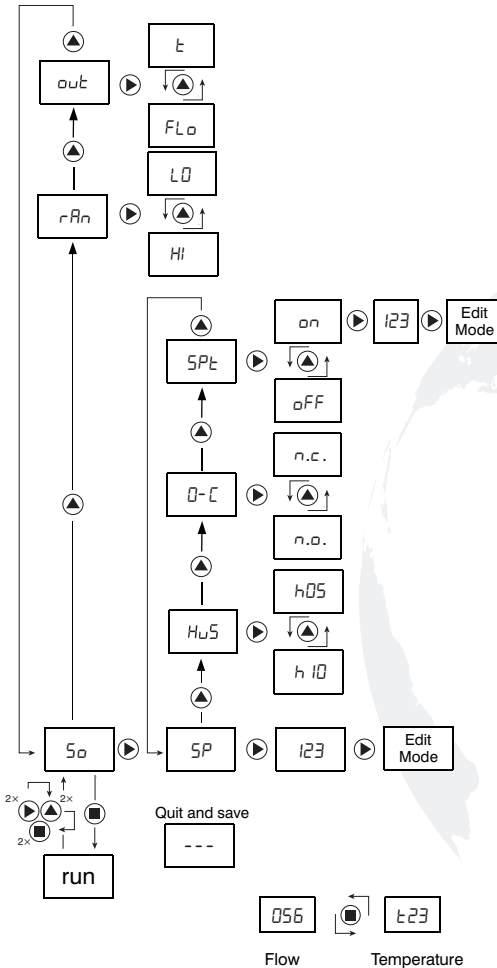 t
out
FLo
LO
rAn
HI
on
123
Edit
Mode
SPt
oFF
n.c.
O-C
n.o.
h05
HuS
h10
So
SP
123
Edit
Mode
2×
2×
2×
Quit and save
---
run
056
t23
Flow
Temperature